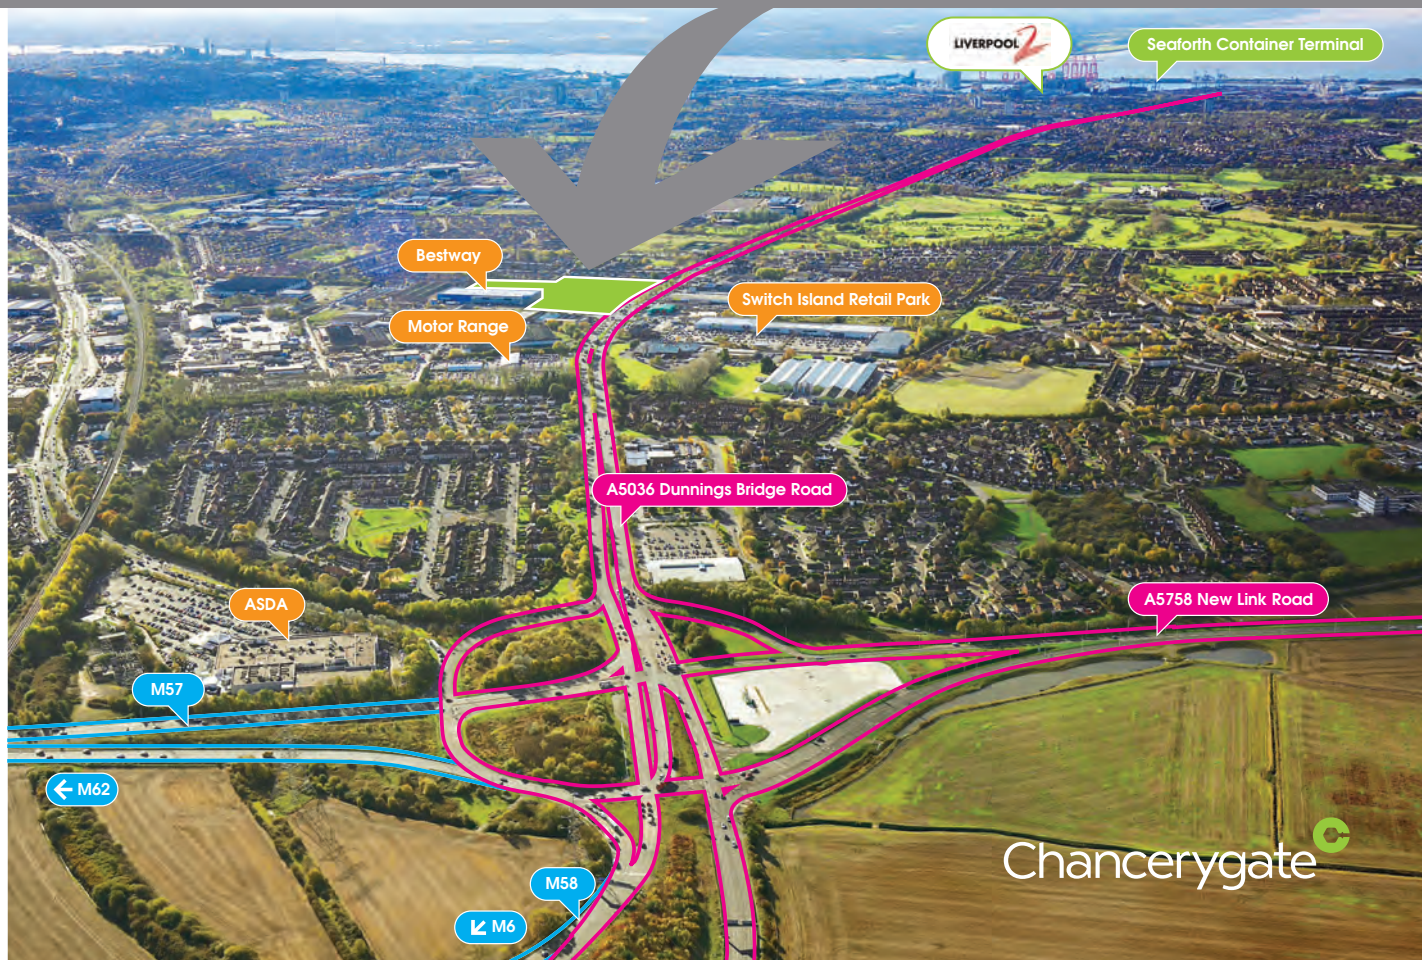 LIVERPOOL 2
Seaforth Container Terminal
Bestway
Switch Island Retail Park
Motor Range
A5036 Dunnings Bridge Road
A5758 New Link Road
ASDA
M57
M62
Chancerygate
M58
M6